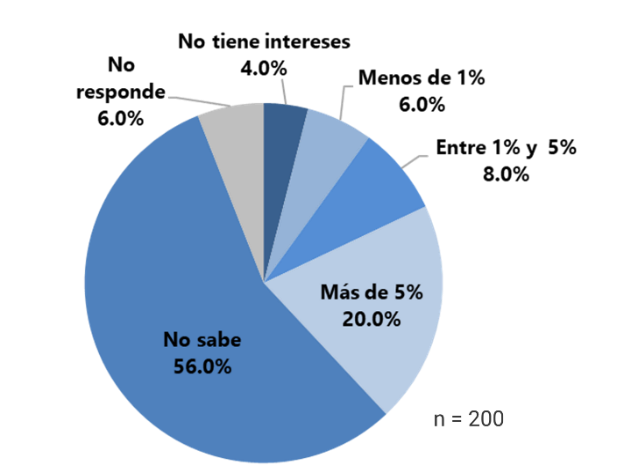 No tiene intereses
4.0%
No
responde
6.0%
Menos de 1%
6.0%
Entre 1% y  5%
8.0%
Más de 5%
20.0%
No sabe
56.0%
n = 200